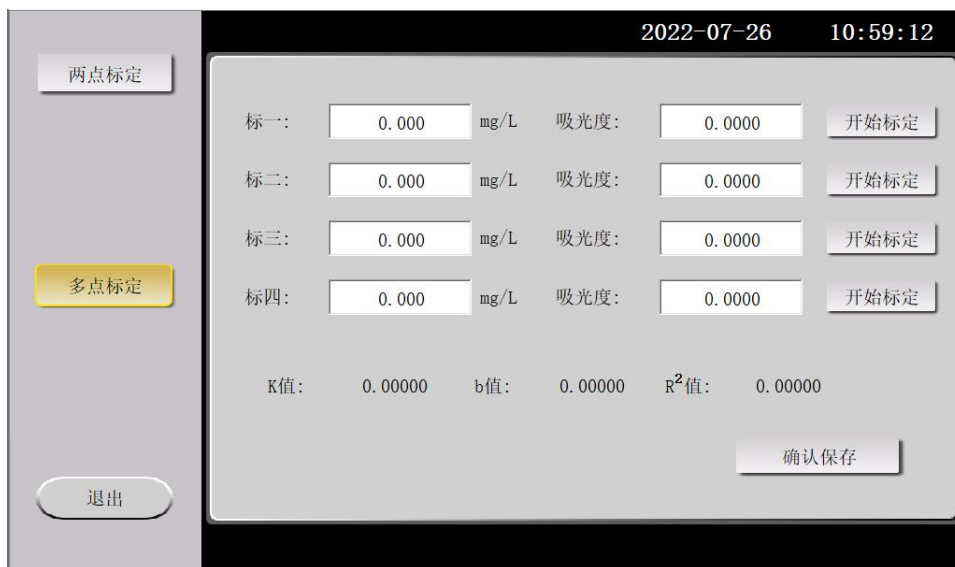 2022-07-26 10:59:12
两点标定
标一: 0.000 mg/L 吸光度: 0.0000 开始标定
标二: 0.000 mg/L 吸光度: 0.0000 开始标定
标三: 0.000 mg/L 吸光度: 0.0000 开始标定
多点标定
标四: 0.000 mg/L 吸光度: 0.0000 开始标定
K值: 0.00000 b值: 0.00000 R²值: 0.00000
确认保存
退出